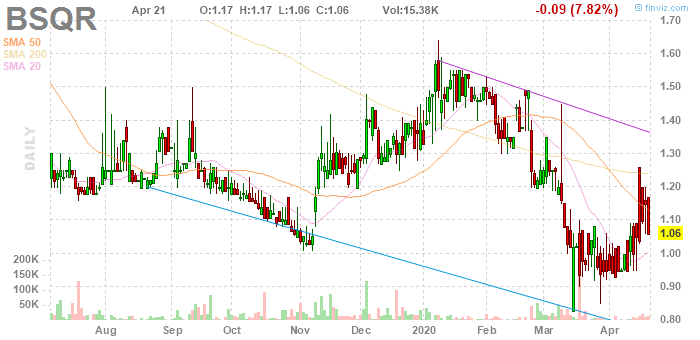 BSQR
Apr 21 O:1.17 H:1.17 L:1.06 C:1.06 Vol:15.38K -0.09 (7.82%)
© finviz.com
SMA 50
SMA 200
SMA 20
DAILY
1.70
1.60
1.50
1.40
1.30
1.20
1.10
1.06
1.00
0.90
0.80
200K
150K
100K
50K
Aug Sep Oct Nov Dec 2020 Feb Mar Apr